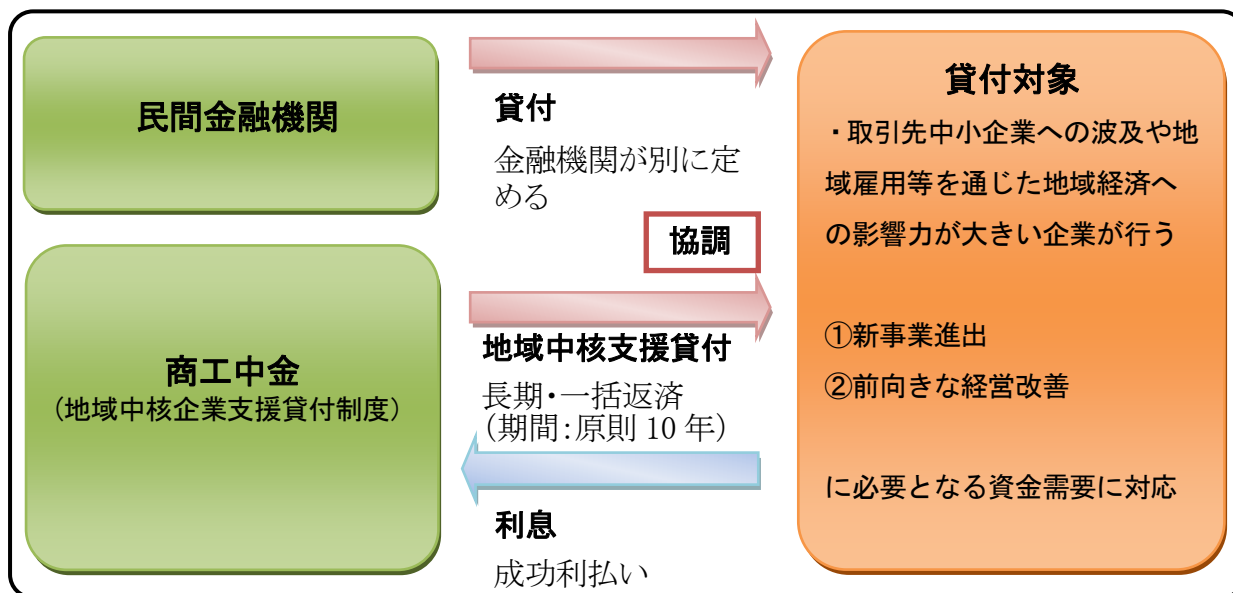 民間金融機関
貸付
金融機関が別に定
める
協調
商工中金
(地域中核企業支援貸付制度)
地域中核支援貸付
長期・一括返済
(期間:原則 10 年)
利息
成功利払い
貸付対象
・取引先中小企業への波及や地
域雇用等を通じた地域経済へ
の影響力が大きい企業が行う
①新事業進出
②前向きな経営改善
に必要となる資金需要に対応